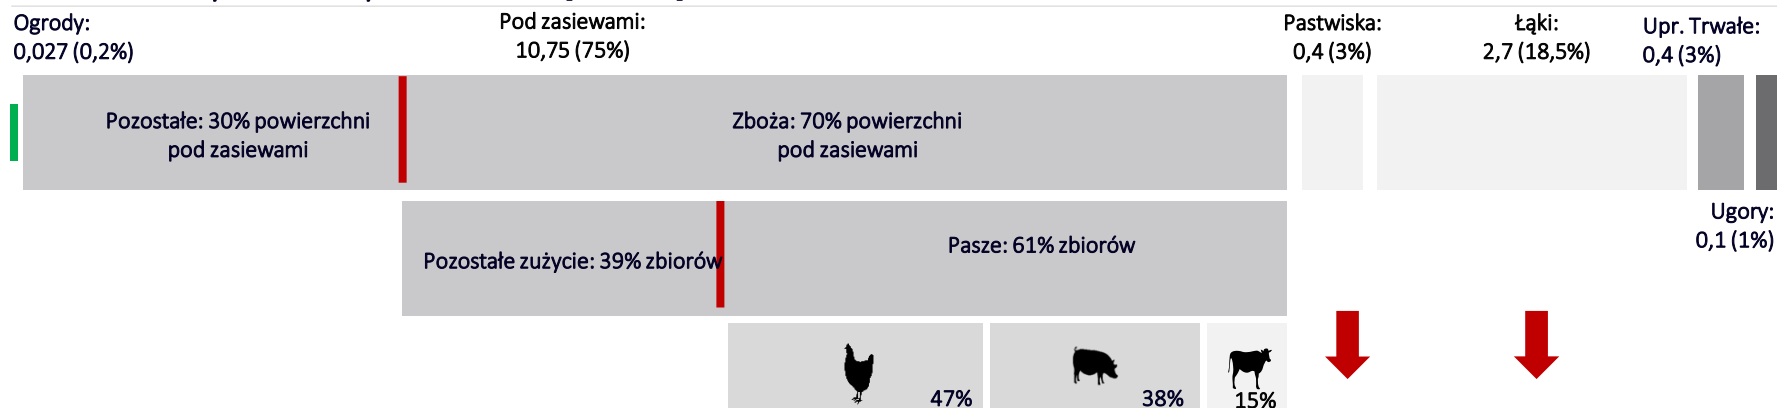 Ogrody:
0,027 (0,2%)
Pod zasiewami:
10,75 (75%)
Pastwiska:
0,4 (3%)
Łąki:
2,7 (18,5%)
Upr. Trwałe:
0,4 (3%)
Pozostałe: 30% powierzchni
pod zasiewami
Zboża: 70% powierzchni
pod zasiewami
Ugory:
0,1 (1%)
Pozostałe zużycie: 39% zbiorów
Pasze: 61% zbiorów
47%
38%
15%